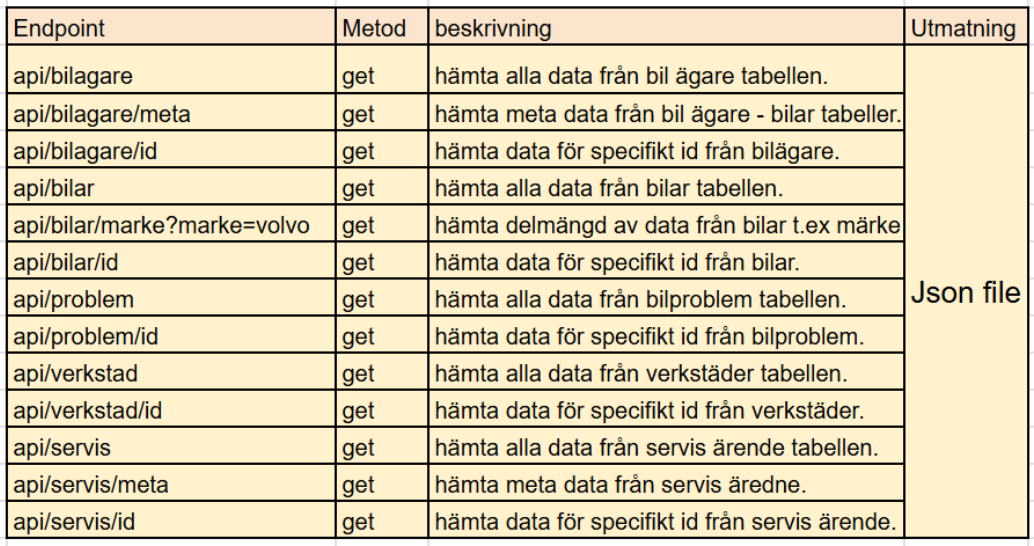 Endpoint Metod beskrivning Utmatning
api/bilagare get hämta alla data från bil ägare tabellen.
api/bilagare/meta get hämta meta data från bil ägare - bilar tabeller.
api/bilagare/id get hämta data för specifikt id från bilägare.
api/bilar get hämta alla data från bilar tabellen.
api/bilar/marke?marke=volvo get hämta delmängd av data från bilar t.ex märke
api/bilar/id get hämta data för specifikt id från bilar.
api/problem get hämta alla data från bilproblem tabellen. Json file
api/problem/id get hämta data för specifikt id från bilproblem.
api/verkstad get hämta alla data från verkstäder tabellen.
api/verkstad/id get hämta data för specifikt id från verkstäder.
api/servis get hämta alla data från servis ärende tabellen.
api/servis/meta get hämta meta data från servis äredne.
api/servis/id get hämta data för specifikt id från servis ärende.